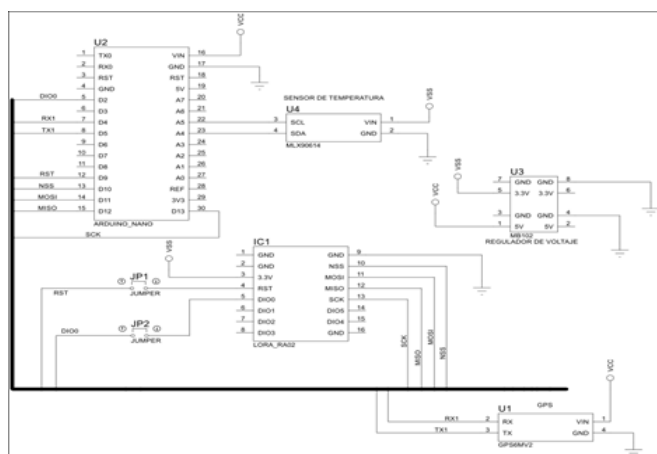 U2
VCC
1 TX0 VIN 16
2 RX0 GND 17
3 RST RST 18
4 GND 5V 19
DIO0 5 D2 A7 20
6 D3 A6 21
RX1 7 D4 A5 22
TX1 8 D5 A4 23
9 D6 A3 24
10 D7 A2 25
11 D8 A1 26
RST 12 D9 A0 27
NSS 13 D10 REF 28
MOSI 14 D11 3V3 29
MISO 15 D12 D13 30
SCK
ARDUINO_NANO
SENSOR DE TEMPERATURA
U4
VSS
3 SCL VIN 1
4 SDA GND 2
MLX90614
VSS
VCC
U3
7 GND GND 8
5 3.3V 3.3V 6
3 GND GND 4
1 5V 5V 2
MB102
REGULADOR DE VOLTAJE
VSS
IC1
1 GND GND 9
2 GND NSS 10
3 3.3V MOSI 11
4 RST MISO 12
5 DIO0 SCK 13
6 DIO1 DIO5 14
7 DIO2 DIO4 15
8 DIO3 GND 16
LORA_RA02
JP1
JUMPER
RST
JP2
JUMPER
DIO0
SCK
MISO
MOSI
NSS
U1
GPS
VCC
RX1 2 RX VIN 1
TX1 3 TX GND 4
GPS6MV2